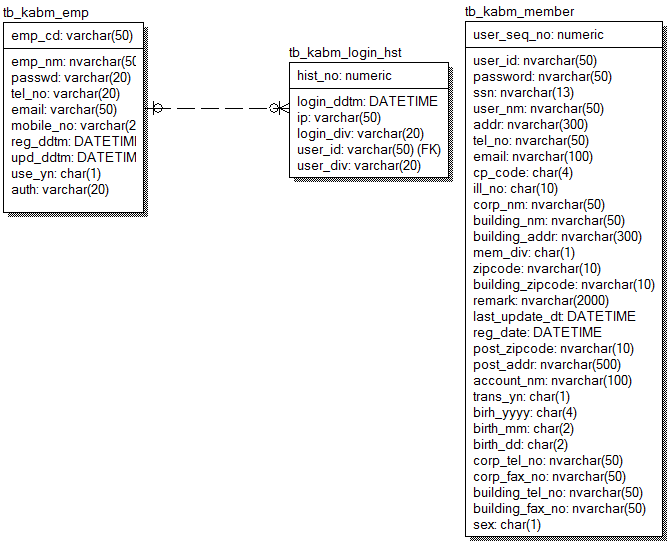 tb_kabm_emp
emp_cd: varchar(50)
emp_nm: nvarchar(50
passwd: varchar(20)
tel_no: varchar(20)
email: varchar(50)
mobile_no: varchar(2
reg_ddtm: DATETIM
upd_ddtm: DATETIM
use_yn: char(1)
auth: varchar(20)
tb_kabm_login_hst
hist_no: numeric
login_ddtm: DATETIME
ip: varchar(50)
login_div: varchar(20)
user_id: varchar(50) (FK)
user_div: varchar(20)
tb_kabm_member
user_seq_no: numeric
user_id: nvarchar(50)
password: nvarchar(50)
ssn: nvarchar(13)
user_nm: nvarchar(50)
addr: nvarchar(300)
tel_no: nvarchar(50)
email: nvarchar(100)
cp_code: char(4)
ill_no: char(10)
corp_nm: nvarchar(50)
building_nm: nvarchar(50)
building_addr: nvarchar(300)
mem_div: char(1)
zipcode: nvarchar(10)
building_zipcode: nvarchar(10)
remark: nvarchar(2000)
last_update_dt: DATETIME
reg_date: DATETIME
post_zipcode: nvarchar(10)
post_addr: nvarchar(500)
account_nm: nvarchar(100)
trans_yn: char(1)
birh_yyyy: char(4)
birth_mm: char(2)
birth_dd: char(2)
corp_tel_no: nvarchar(50)
corp_fax_no: nvarchar(50)
building_tel_no: nvarchar(50)
building_fax_no: nvarchar(50)
sex: char(1)